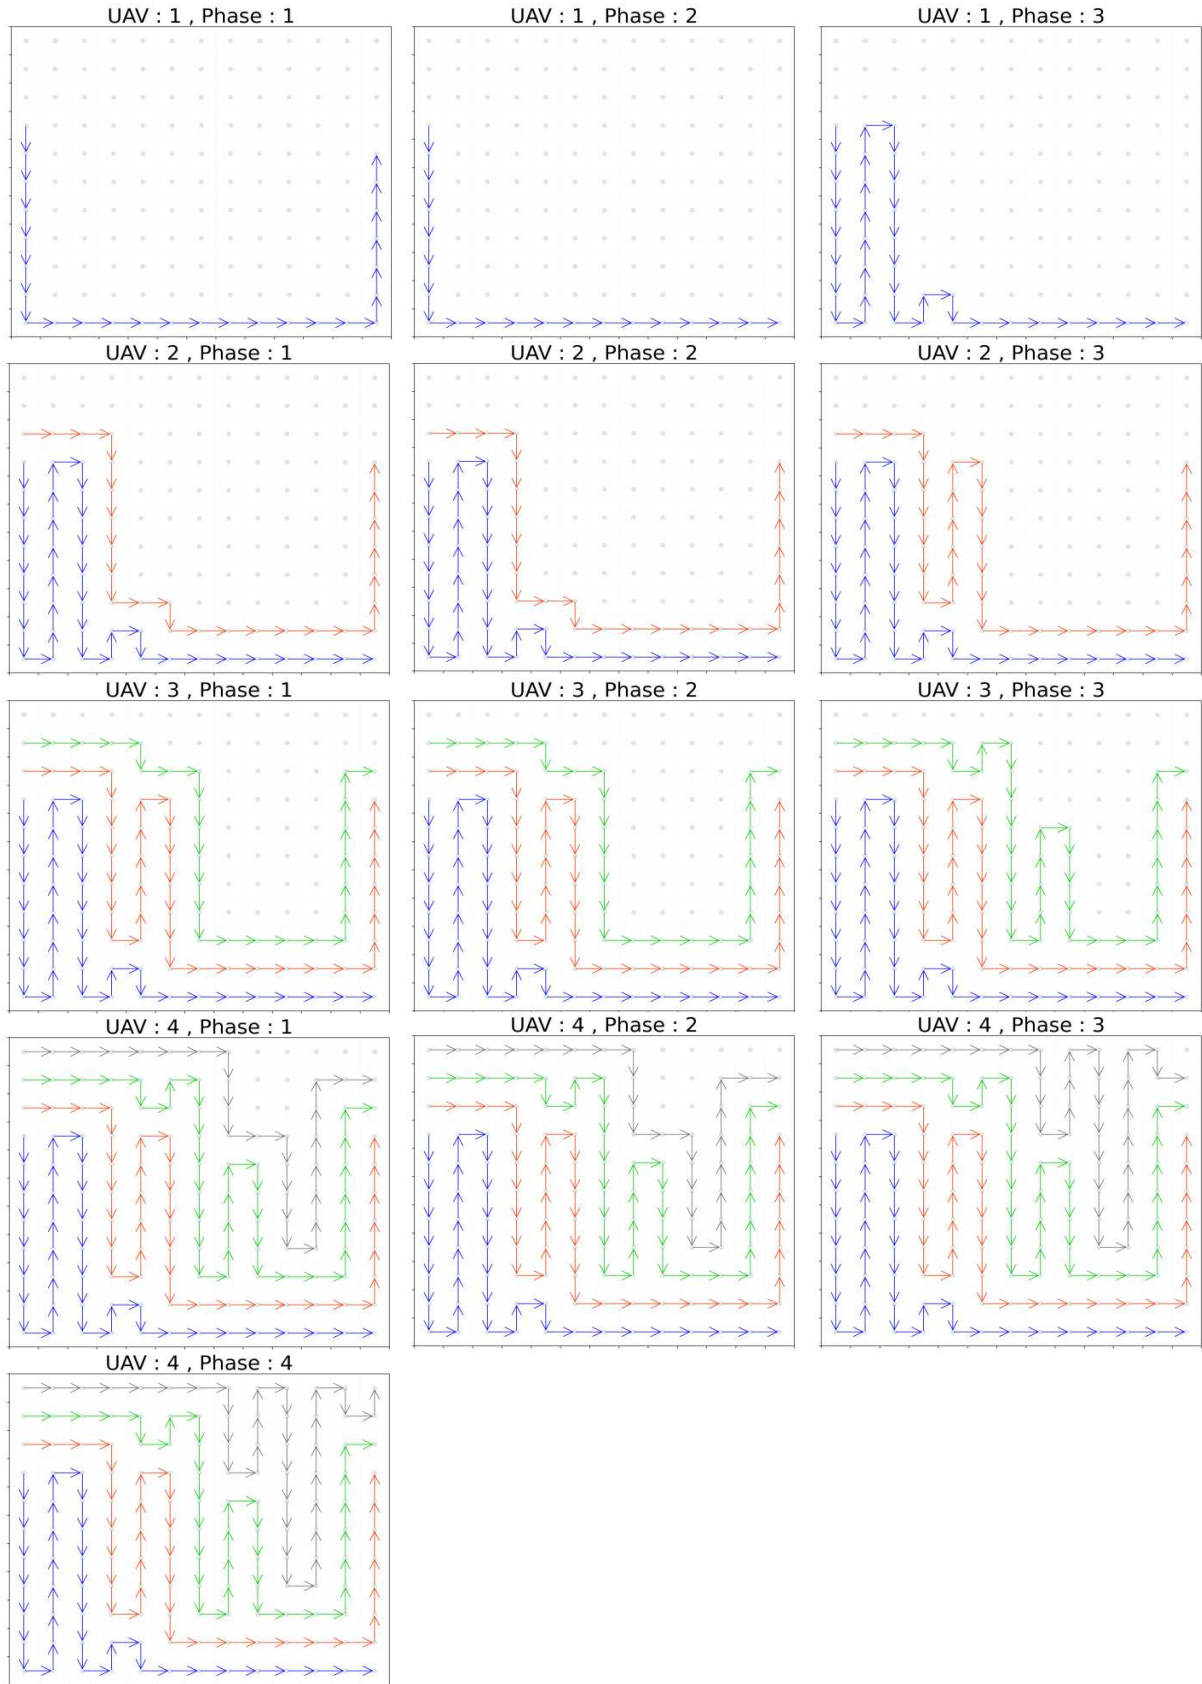 UAV : 1 , Phase : 1
UAV : 1 , Phase : 2
UAV : 1 , Phase : 3
UAV : 2 , Phase : 1
UAV : 2 , Phase : 2
UAV : 2 , Phase : 3
UAV : 3 , Phase : 1
UAV : 3 , Phase : 2
UAV : 3 , Phase : 3
UAV : 4 , Phase : 1
UAV : 4 , Phase : 2
UAV : 4 , Phase : 3
UAV : 4 , Phase : 4